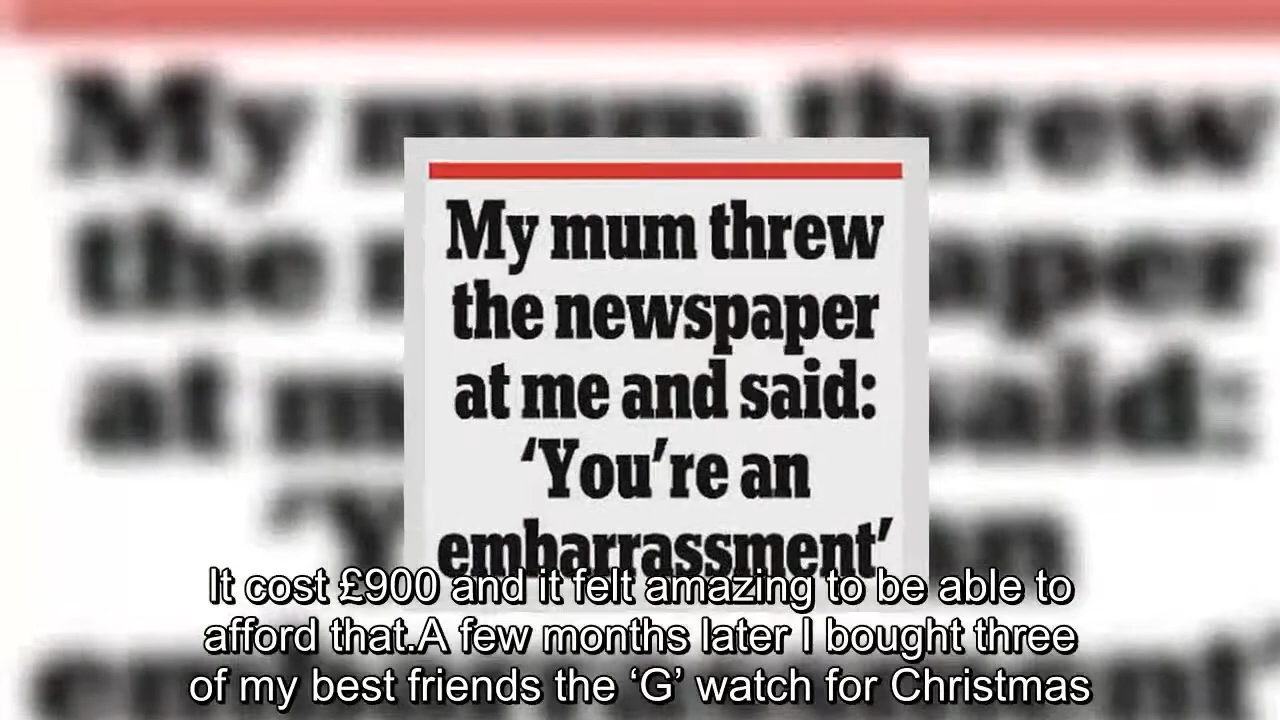 My mum threw
the newspaper
at me and said:
‘You’re an
embarrassment’
It cost £900 and it felt amazing to be able to
afford that.A few months later I bought three
of my best friends the ‘G’ watch for Christmas